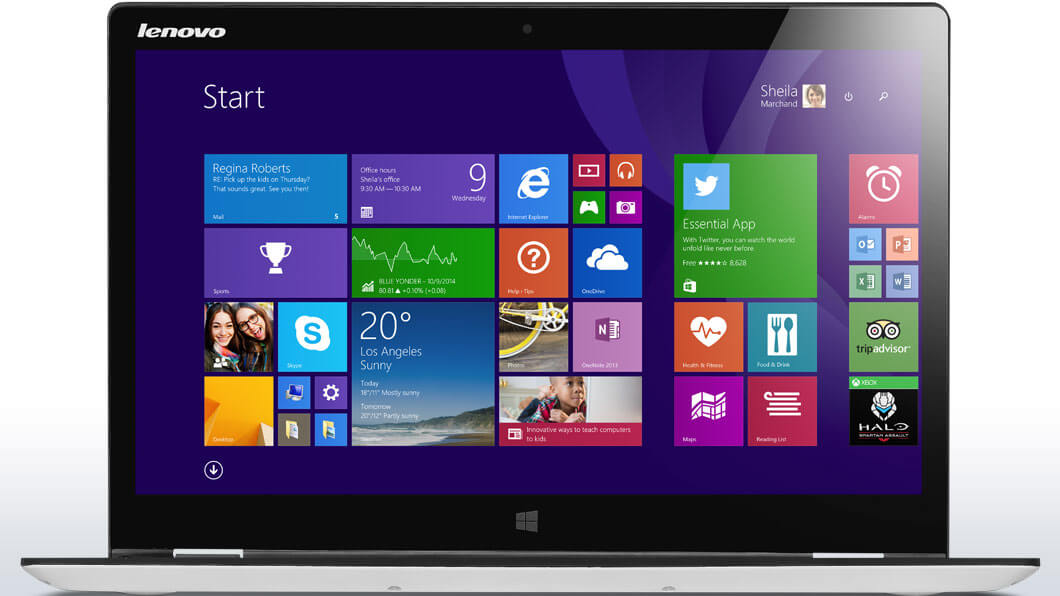 lenovo
Start
Sheila
Marchand
Regina Roberts
RE: Pick up the kids on Thursday?
That sounds great. See you then!
Mail
5
Office hours
Sheila's office
9:30 AM — 10:30 AM
9
Wednesday
Internet Explorer
Sports
BLUE YONDER - 10/9/2014
80.81 ▲ +0.10% (+0.08)
Help+Tips
OneDrive
Essential App
With Twitter, you can watch the world
unfold like never before.
Free ★★★★☆ 8,628
Alarms
O
P
X
W
S
Skype
20°
Los Angeles
Sunny
Today
18°/11° Mostly sunny
Tomorrow
20°/12° Partly sunny
Weather
Photos
N
OneNote 2013
Health & Fitness
Food & Drink
tripadvisor
Desktop
Innovative ways to teach computers
to kids
Maps
Reading List
XBOX
HALO
SPARTAN ASSAULT